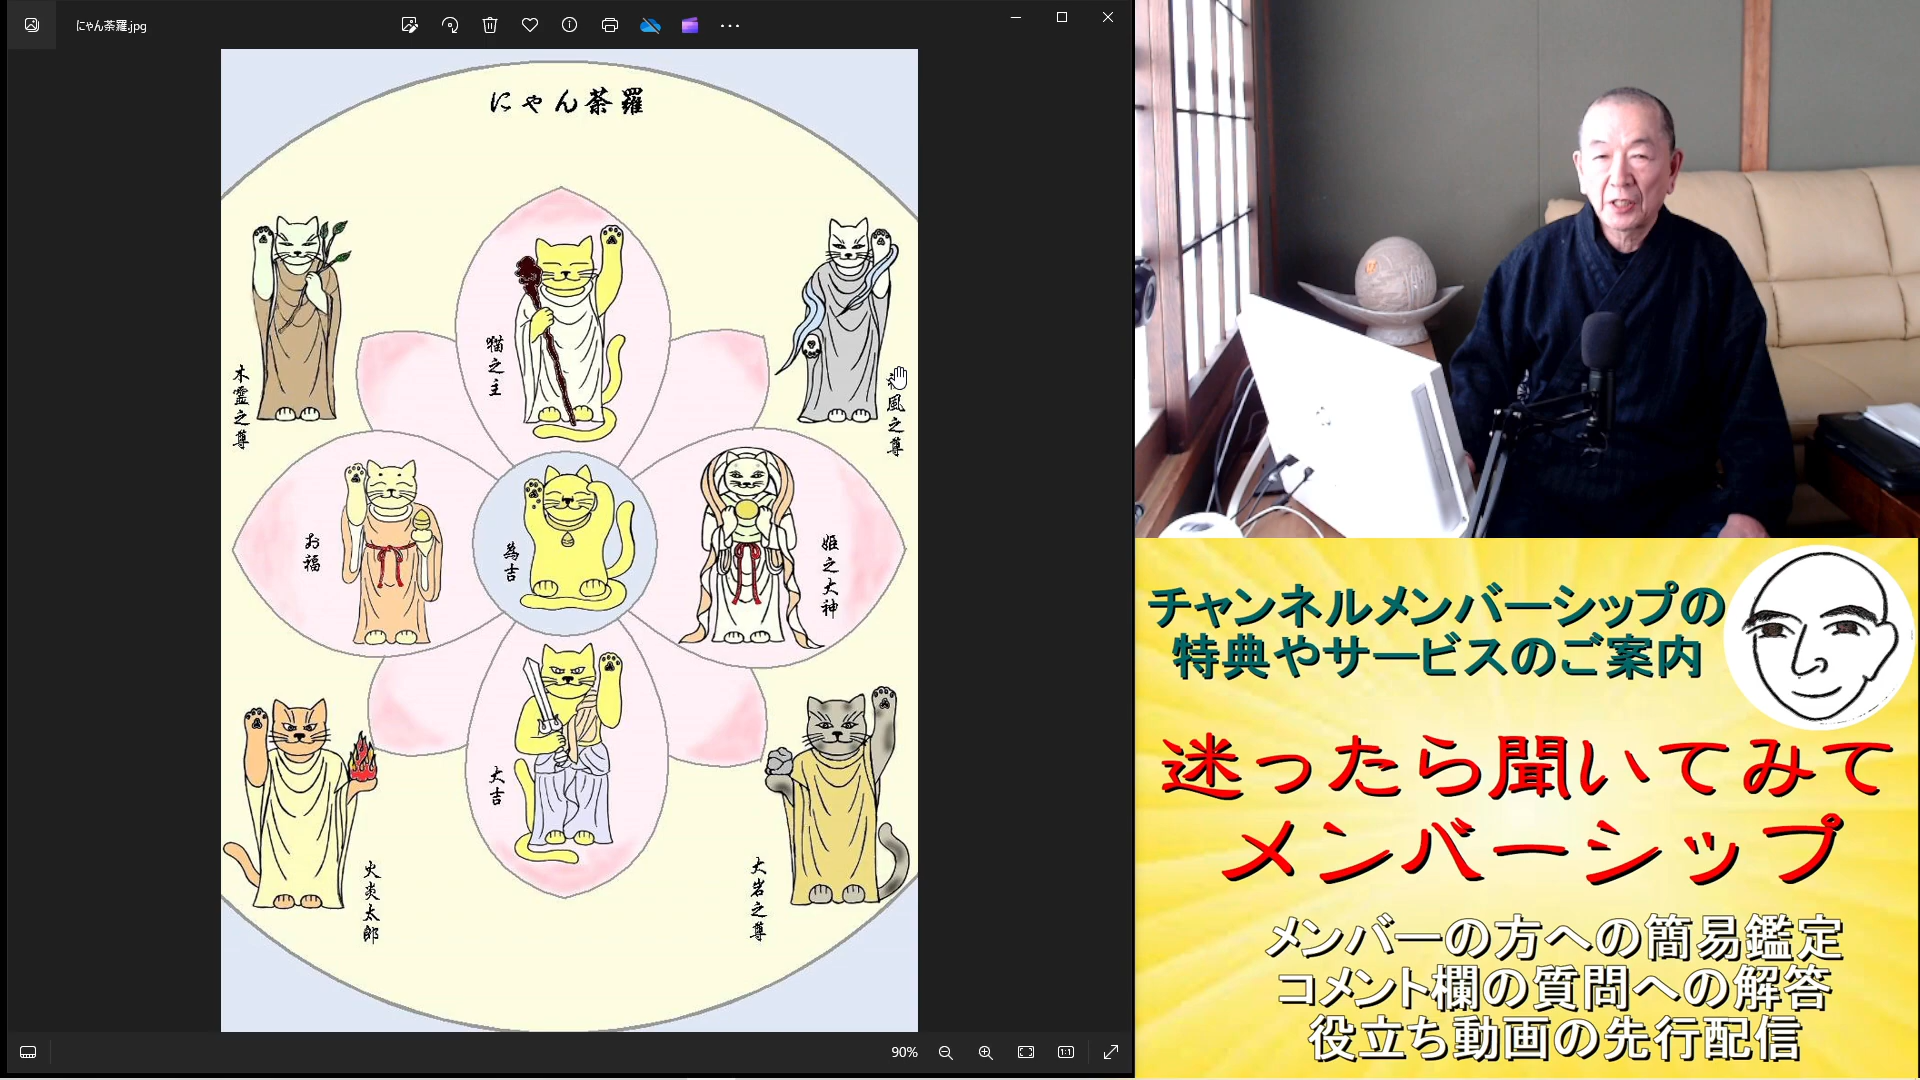 にゃん荼羅.jpg
にゃん荼羅
猫之主
木霊之尊
風之尊
お福
為吉
姫之大神
大吉
火炎太郎
大岩之尊
90%
1:1
チャンネルメンバーシップの
特典やサービスのご案内
迷ったら聞いてみて
メンバーシップ
メンバーの方への簡易鑑定
コメント欄の質問への解答
役立ち動画の先行配信